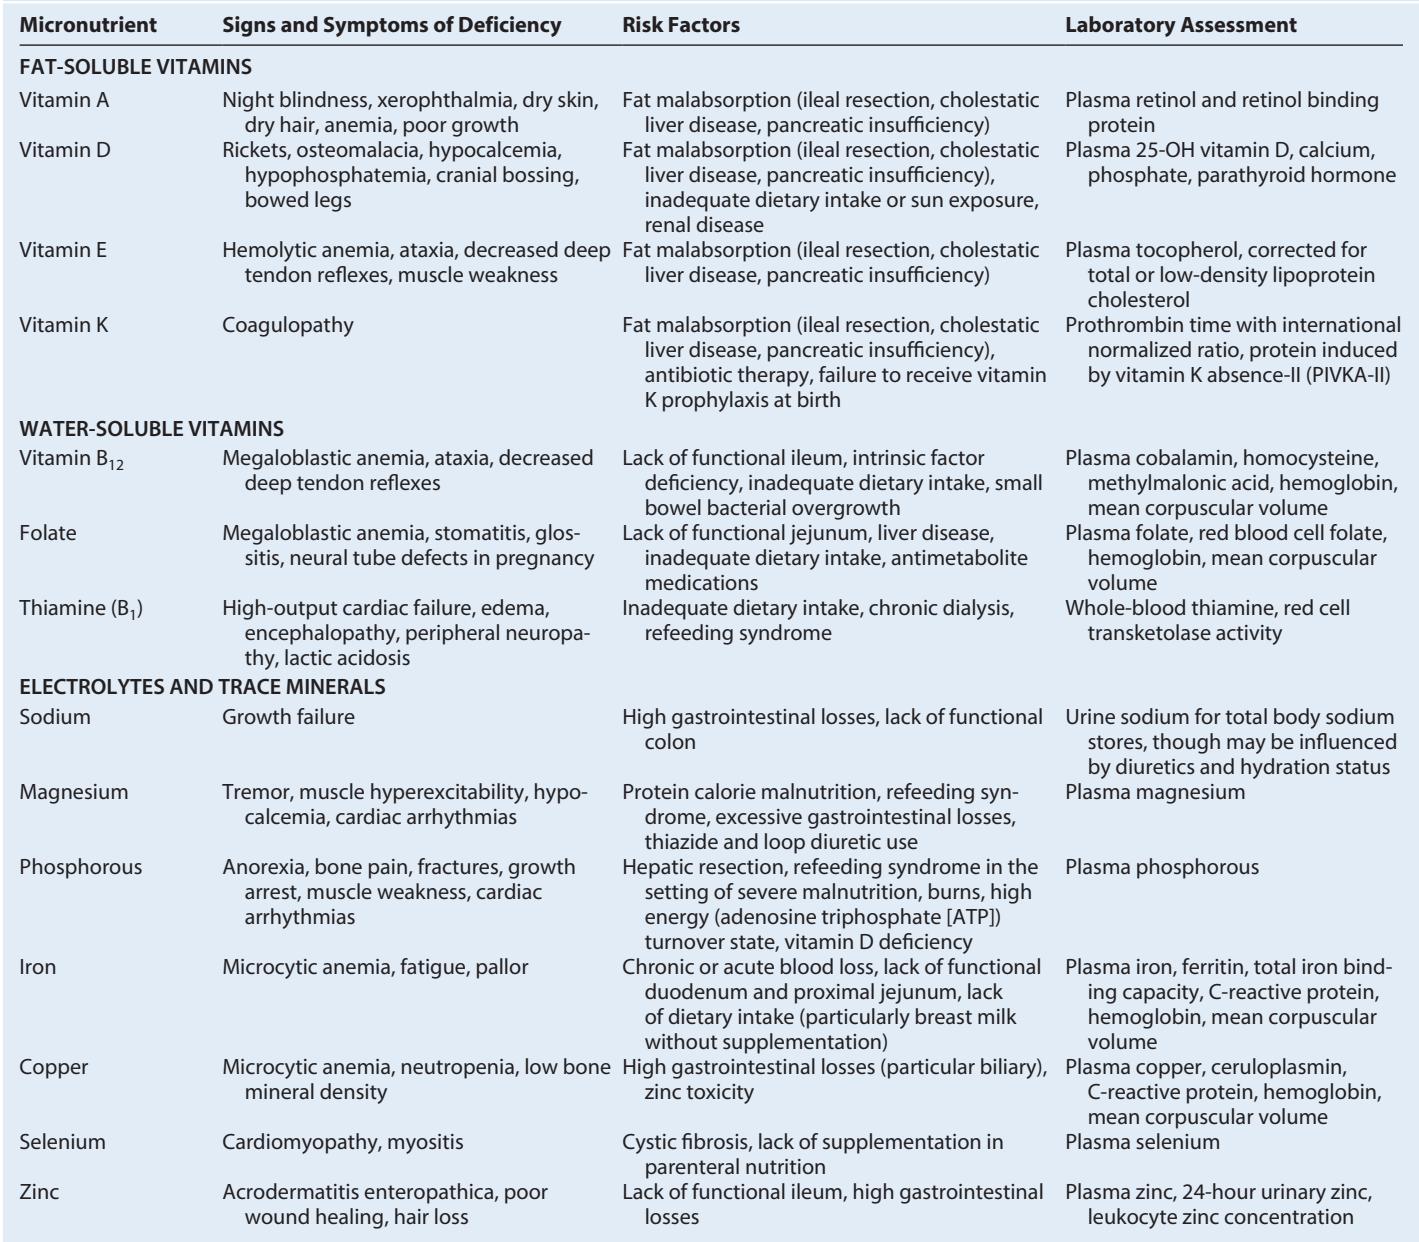 Micronutrient Signs and Symptoms of Deficiency Risk Factors Laboratory Assessment
FAT-SOLUBLE VITAMINS
Vitamin A Night blindness, xerophthalmia, dry skin, Fat malabsorption (ileal resection, cholestatic Plasma retinol and retinol binding
dry hair, anemia, poor growth liver disease, pancreatic insufficiency) protein
Vitamin D Rickets, osteomalacia, hypocalcemia, Fat malabsorption (ileal resection, cholestatic Plasma 25-OH vitamin D, calcium,
hypophosphatemia, cranial bossing, liver disease, pancreatic insufficiency), phosphate, parathyroid hormone
bowed legs inadequate dietary intake or sun exposure,
renal disease
Vitamin E Hemolytic anemia, ataxia, decreased deep Fat malabsorption (ileal resection, cholestatic Plasma tocopherol, corrected for
tendon reflexes, muscle weakness liver disease, pancreatic insufficiency) total or low-density lipoprotein
cholesterol
Vitamin K Coagulopathy Fat malabsorption (ileal resection, cholestatic Prothrombin time with international
liver disease, pancreatic insufficiency), normalized ratio, protein induced
antibiotic therapy, failure to receive vitamin by vitamin K absence-II (PIVKA-II)
K prophylaxis at birth
WATER-SOLUBLE VITAMINS
Vitamin B12 Megaloblastic anemia, ataxia, decreased Lack of functional ileum, intrinsic factor Plasma cobalamin, homocysteine,
deep tendon reflexes deficiency, inadequate dietary intake, small methylmalonic acid, hemoglobin,
bowel bacterial overgrowth mean corpuscular volume
Folate Megaloblastic anemia, stomatitis, glos- Lack of functional jejunum, liver disease, Plasma folate, red blood cell folate,
sitis, neural tube defects in pregnancy inadequate dietary intake, antimetabolite hemoglobin, mean corpuscular
medications volume
Thiamine (B1) High-output cardiac failure, edema, Inadequate dietary intake, chronic dialysis, Whole-blood thiamine, red cell
encephalopathy, peripheral neuropa- refeeding syndrome transketolase activity
thy, lactic acidosis
ELECTROLYTES AND TRACE MINERALS
Sodium Growth failure High gastrointestinal losses, lack of functional Urine sodium for total body sodium
colon stores, though may be influenced
by diuretics and hydration status
Magnesium Tremor, muscle hyperexcitability, hypo- Protein calorie malnutrition, refeeding syn- Plasma magnesium
calcemia, cardiac arrhythmias drome, excessive gastrointestinal losses,
thiazide and loop diuretic use
Phosphorous Anorexia, bone pain, fractures, growth Hepatic resection, refeeding syndrome in the Plasma phosphorous
arrest, muscle weakness, cardiac setting of severe malnutrition, burns, high
arrhythmias energy (adenosine triphosphate [ATP])
turnover state, vitamin D deficiency
Iron Microcytic anemia, fatigue, pallor Chronic or acute blood loss, lack of functional Plasma iron, ferritin, total iron bind-
duodenum and proximal jejunum, lack ing capacity, C-reactive protein,
of dietary intake (particularly breast milk hemoglobin, mean corpuscular
without supplementation) volume
Copper Microcytic anemia, neutropenia, low bone High gastrointestinal losses (particular biliary), Plasma copper, ceruloplasmin,
mineral density zinc toxicity C-reactive protein, hemoglobin,
mean corpuscular volume
Selenium Cardiomyopathy, myositis Cystic fibrosis, lack of supplementation in Plasma selenium
parenteral nutrition
Zinc Acrodermatitis enteropathica, poor Lack of functional ileum, high gastrointestinal Plasma zinc, 24-hour urinary zinc,
wound healing, hair loss losses leukocyte zinc concentration